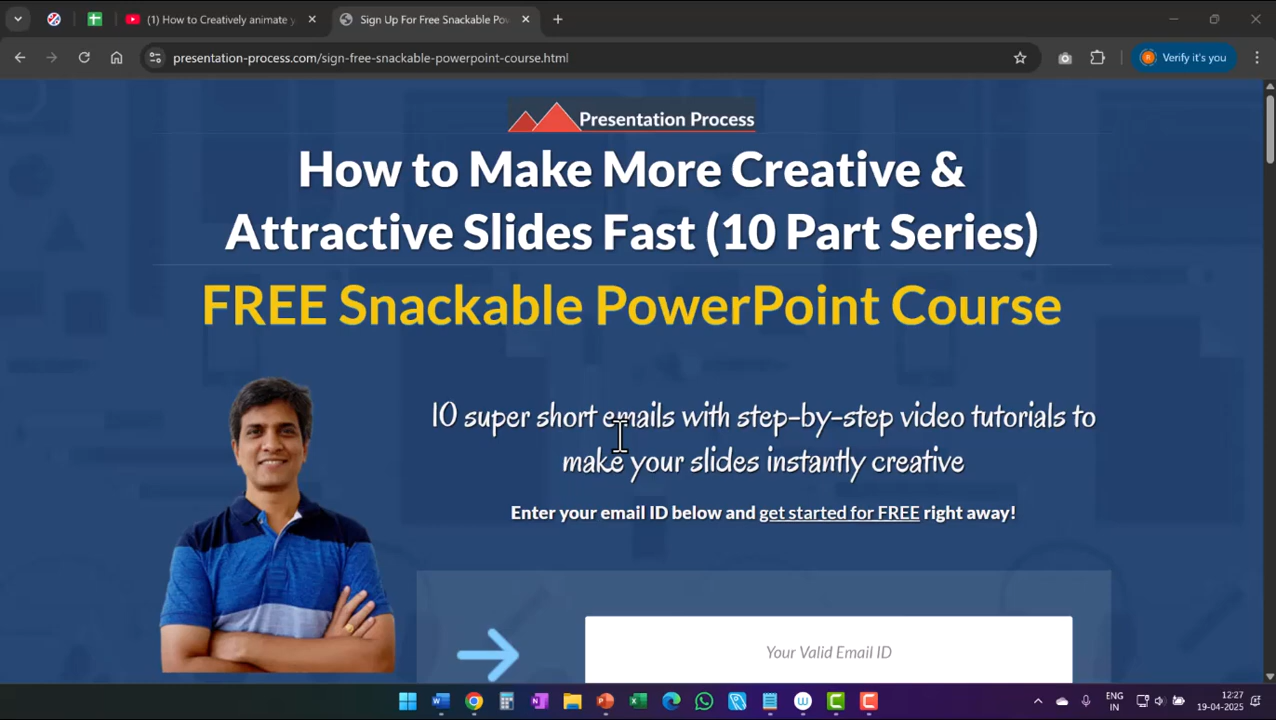 (1) How to Creatively animate y
Sign Up For Free Snackable Po
presentation-process.com/sign-free-snackable-powerpoint-course.html
Verify it's you
Presentation Process
How to Make More Creative &
Attractive Slides Fast (10 Part Series)
FREE Snackable PowerPoint Course
10 super short emails with step-by-step video tutorials to
make your slides instantly creative
Enter your email ID below and get started for FREE right away!
Your Valid Email ID
ENG
IN
12:27
19-04-2025